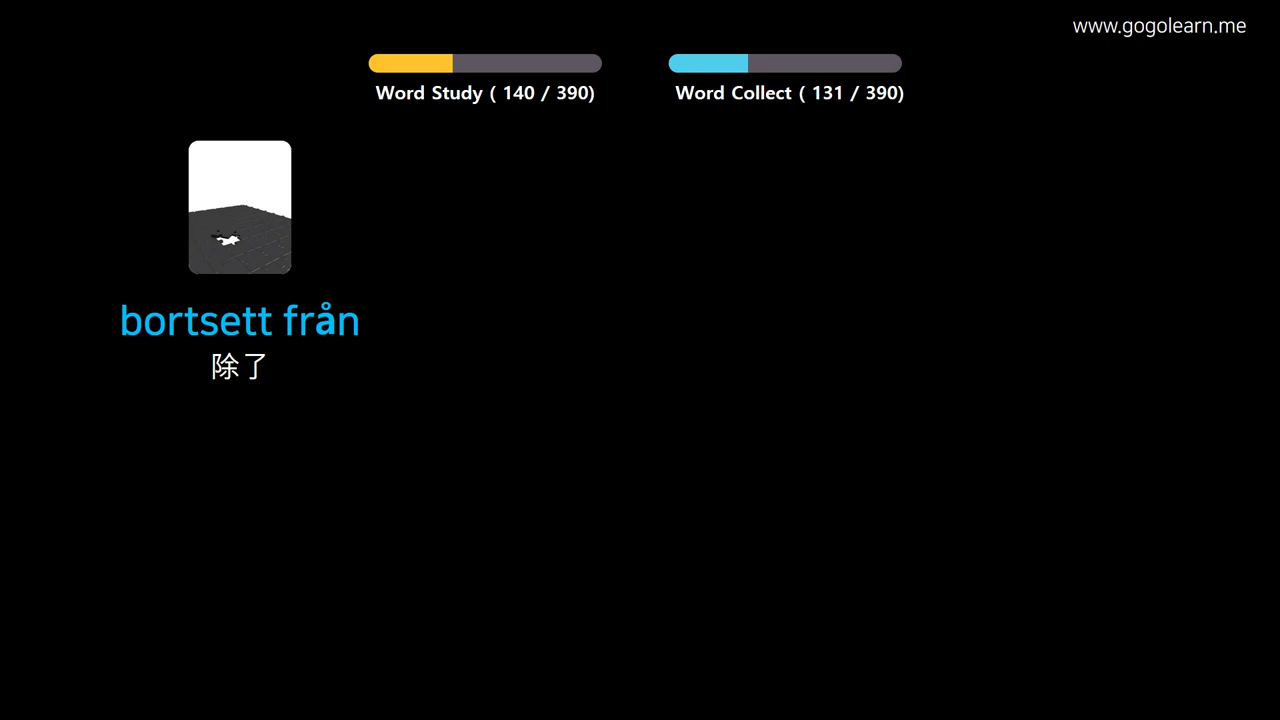 www.gogolearn.me
Word Study ( 140 / 390)
Word Collect ( 131 / 390)
bortsett från
除了